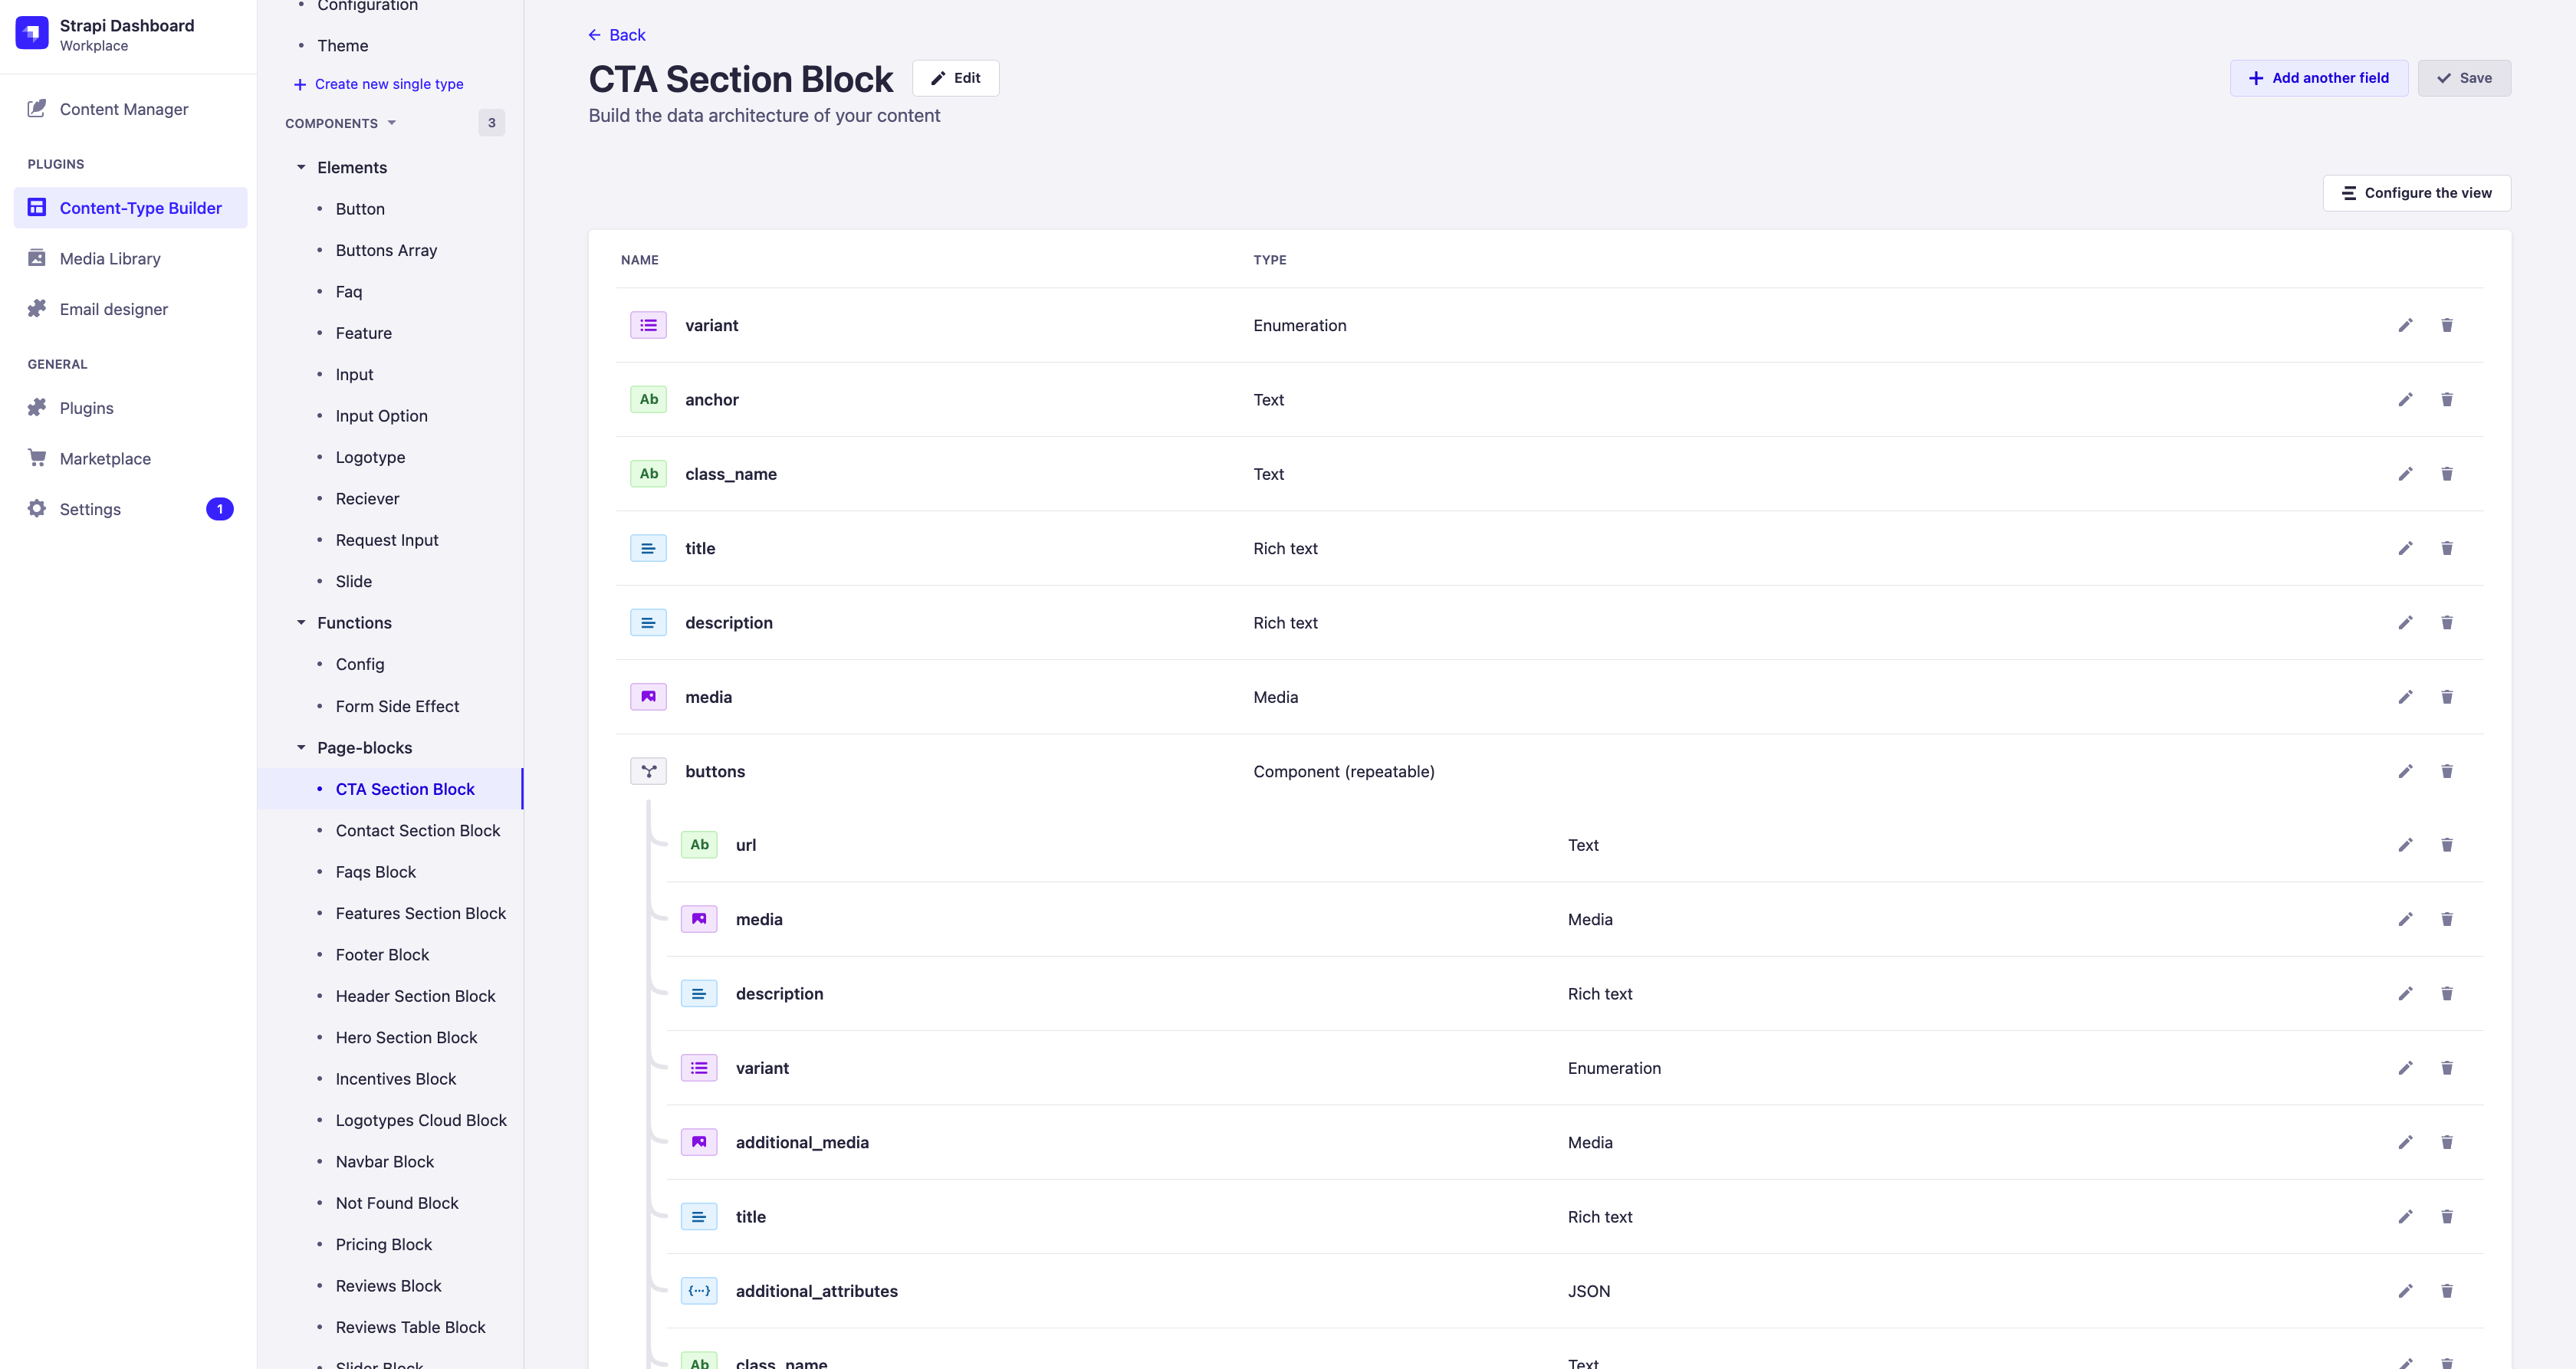 Strapi Dashboard
Workplace
Content Manager
PLUGINS
Content-Type Builder
Media Library
Email designer
GENERAL
Plugins
Marketplace
Settings
1
Configuration
Theme
Create new single type
COMPONENTS
3
Elements
Button
Buttons Array
Faq
Feature
Input
Input Option
Logotype
Reciever
Request Input
Slide
Functions
Config
Form Side Effect
Page-blocks
CTA Section Block
Contact Section Block
Faqs Block
Features Section Block
Footer Block
Header Section Block
Hero Section Block
Incentives Block
Logotypes Cloud Block
Navbar Block
Not Found Block
Pricing Block
Reviews Block
Reviews Table Block
Slider Block
Back
CTA Section Block
Edit
Build the data architecture of your content
Add another field
Save
Configure the view
NAME TYPE
variant Enumeration
Ab anchor Text
Ab class_name Text
title Rich text
description Rich text
media Media
buttons Component (repeatable)
Ab url Text
media Media
description Rich text
variant Enumeration
additional_media Media
title Rich text
{···} additional_attributes JSON
Ab class_name Text